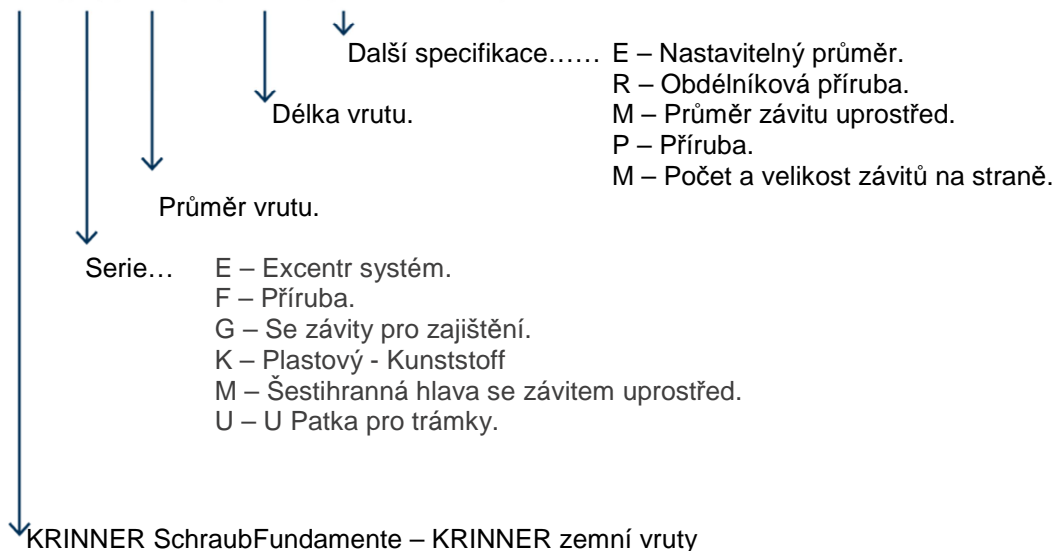 Další specifikace…… E – Nastavitelný průměr.
R – Obdélníková příruba.
Délka vrutu. M – Průměr závitu uprostřed.
P – Příruba.
M – Počet a velikost závitů na straně.
Průměr vrutu.
Serie… E – Excentr systém.
F – Příruba.
G – Se závity pro zajištění.
K – Plastový - Kunststoff
M – Šestihranná hlava se závitem uprostřed.
U – U Patka pro trámky.
KRINNER SchraubFundamente – KRINNER zemní vruty